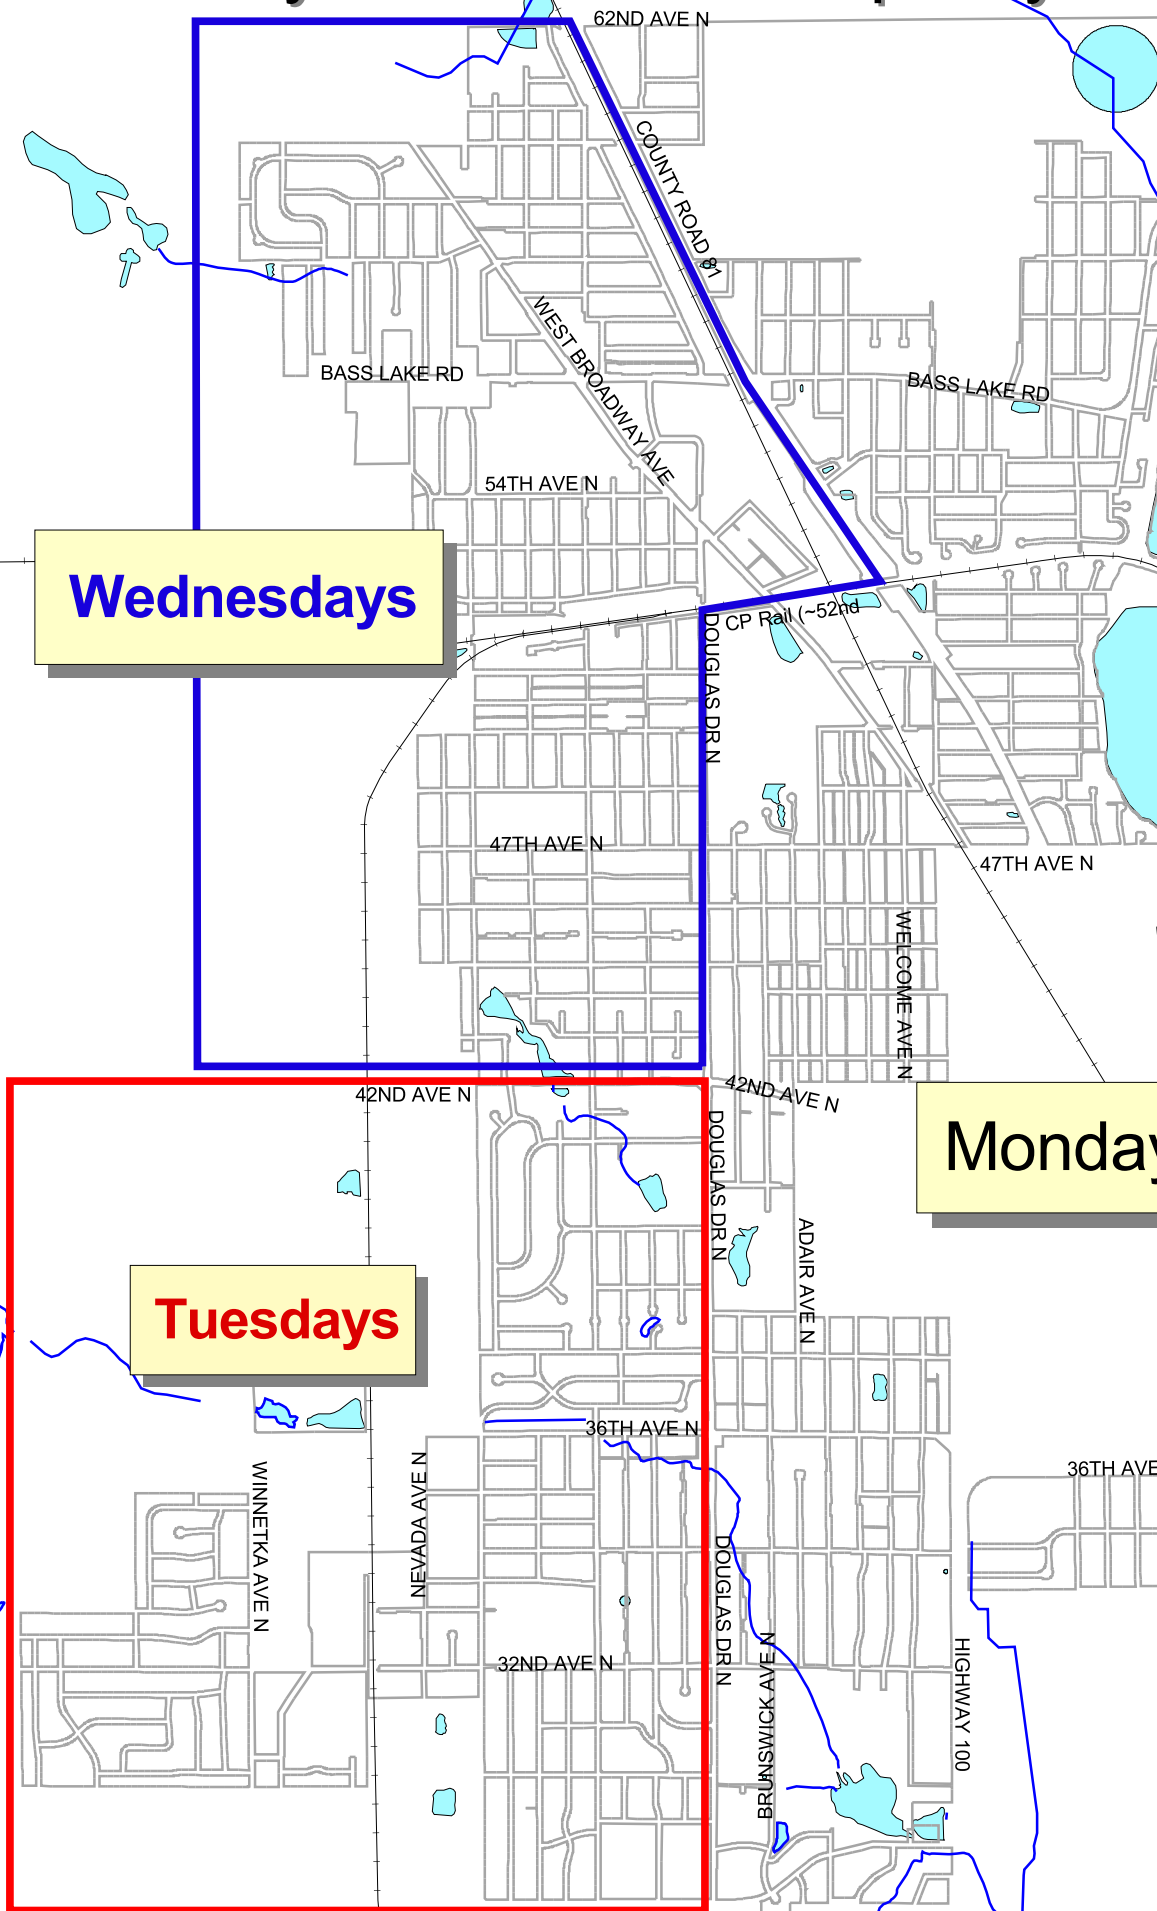 62ND AVE N
COUNTY ROAD 81
WEST BROADWAY AVE
BASS LAKE RD
BASS LAKE RD
54TH AVE N
Wednesdays
CP Rail (~52nd
DOUGLAS DR N
47TH AVE N
47TH AVE N
WELCOME AVE N
42ND AVE N
42ND AVE N
Monday
DOUGLAS DR N
ADAIR AVE N
Tuesdays
36TH AVE N
36TH AVE
WINNETKA AVE N
NEVADA AVE N
DOUGLAS DR N
32ND AVE N
BRUNSWICK AVE N
HIGHWAY 100